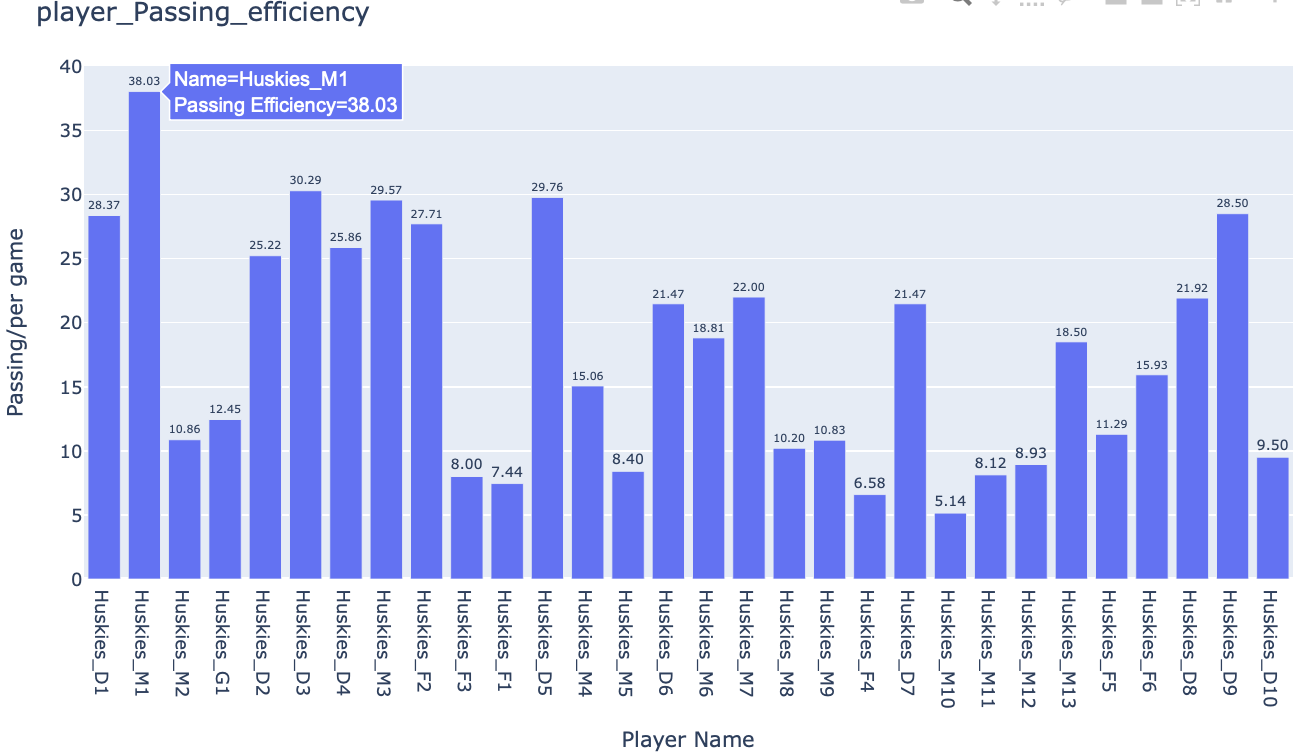 player_Passing_efficiency
40
35
30
25
20
15
10
5
0
Passing/per game
Name=Huskies_M1
Passing Efficiency=38.03
28.37
38.03
10.86
12.45
25.22
30.29
25.86
29.57
27.71
8.00
7.44
29.76
15.06
8.40
21.47
18.81
22.00
10.20
10.83
6.58
21.47
5.14
8.12
8.93
18.50
11.29
15.93
21.92
28.50
9.50
Huskies_D1
Huskies_M1
Huskies_M2
Huskies_G1
Huskies_D2
Huskies_D3
Huskies_D4
Huskies_M3
Huskies_F2
Huskies_F3
Huskies_F1
Huskies_D5
Huskies_M4
Huskies_M5
Huskies_D6
Huskies_M6
Huskies_M7
Huskies_M8
Huskies_M9
Huskies_F4
Huskies_D7
Huskies_M10
Huskies_M11
Huskies_M12
Huskies_M13
Huskies_F5
Huskies_F6
Huskies_D8
Huskies_D9
Huskies_D10
Player Name